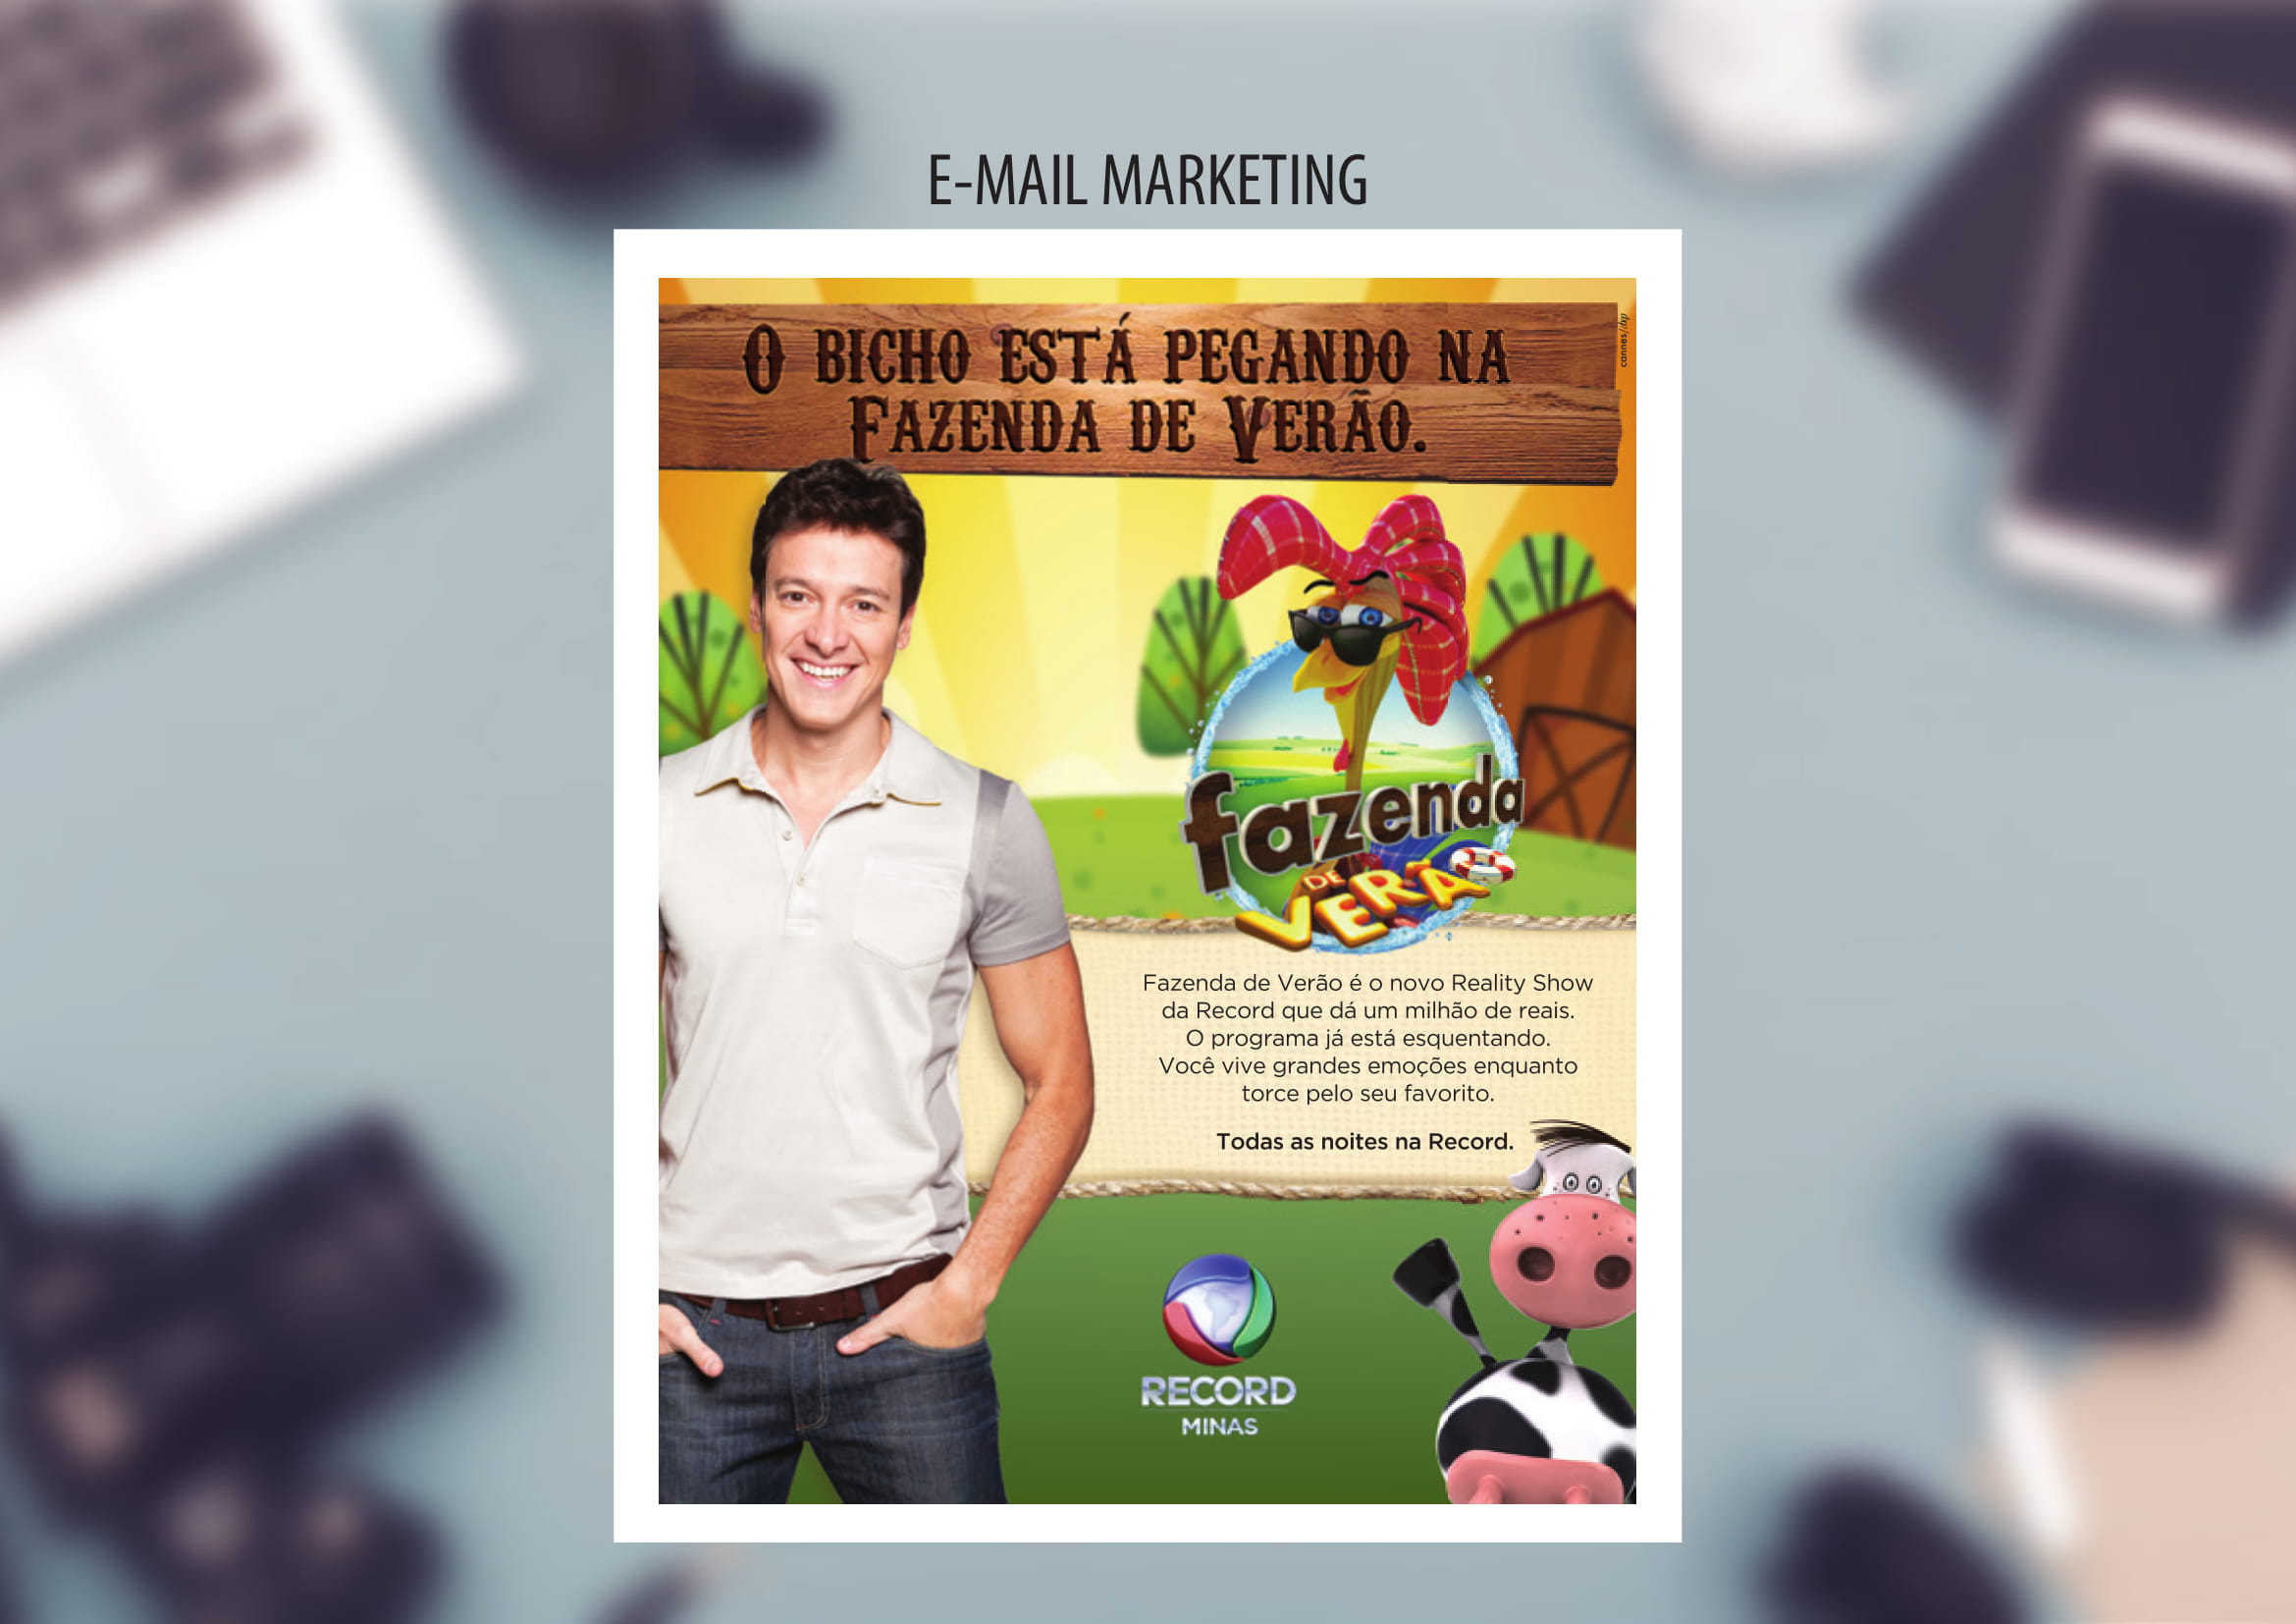 E-MAIL MARKETING
O BICHO ESTÁ PEGANDO NA
FAZENDA DE VERÃO.
cannes/dxp
fazenda
DE
VERÃO
Fazenda de Verão é o novo Reality Show
da Record que dá um milhão de reais.
O programa já está esquentando.
Você vive grandes emoções enquanto
torce pelo seu favorito.
Todas as noites na Record.
RECORD
MINAS